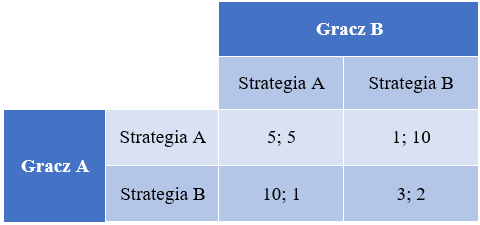 Gracz B
Strategia A Strategia B
Gracz A
Strategia A 5; 5 1; 10
Strategia B 10; 1 3; 2